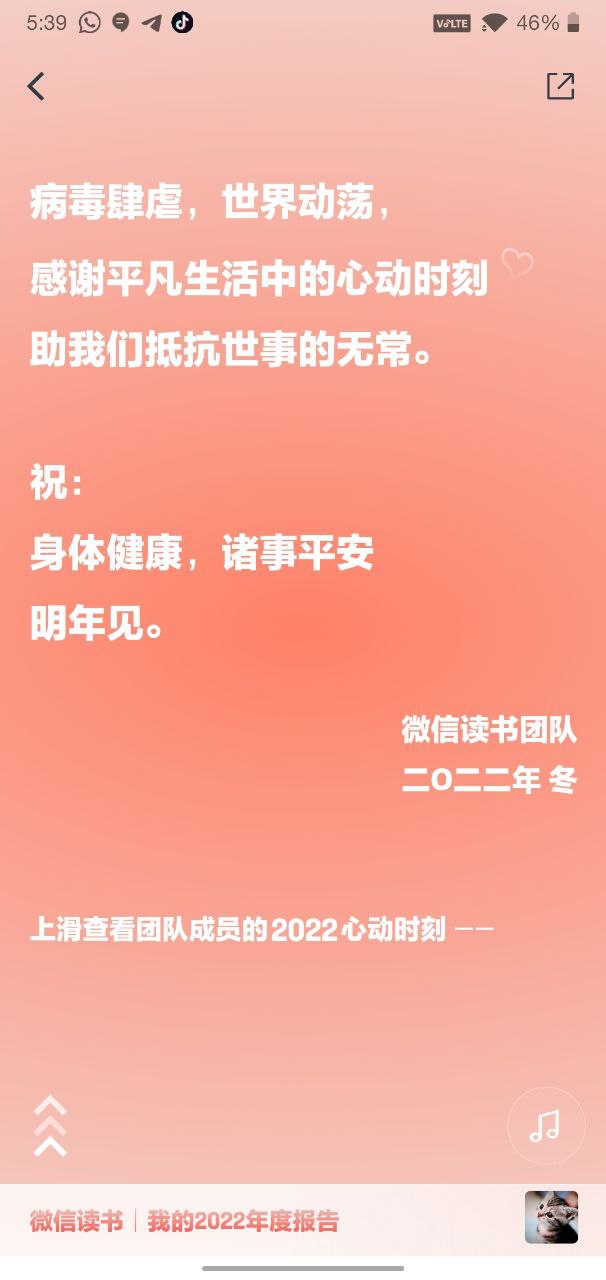 5:39
VoLTE
46%
病毒肆虐，世界动荡，
感谢平凡生活中的心动时刻
助我们抵抗世事的无常。
祝：
身体健康，诸事平安
明年见。
微信读书团队
二〇二二年 冬
上滑查看团队成员的2022心动时刻 ——
微信读书｜我的2022年度报告